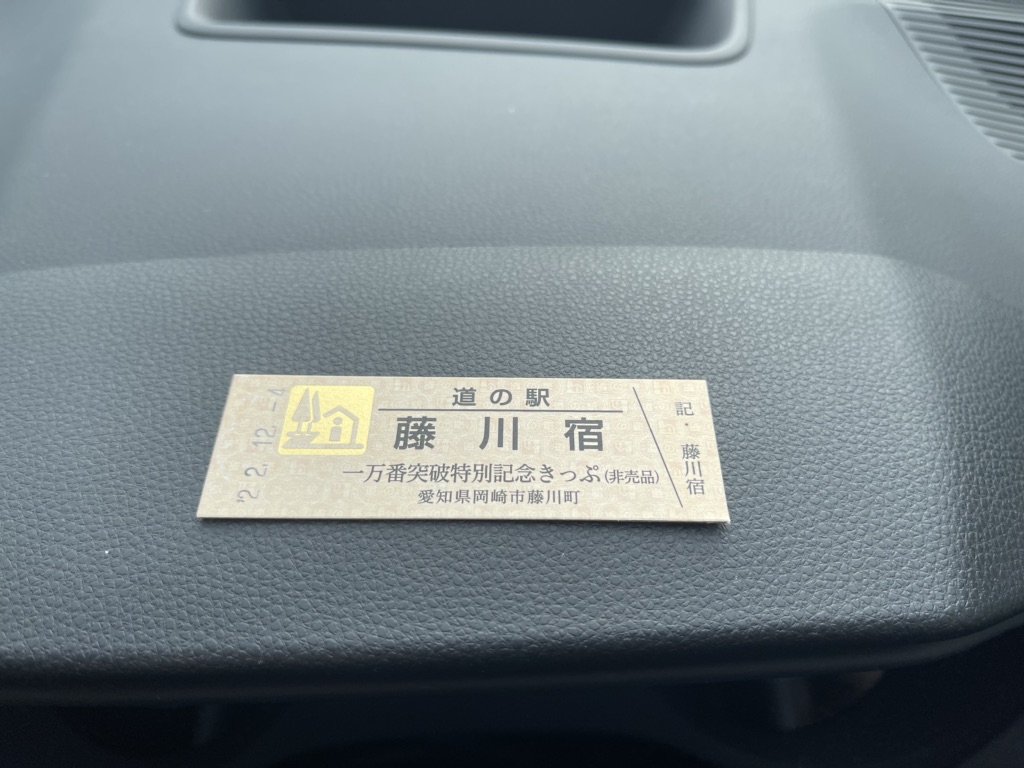 道の駅
藤川宿
一万番突破特別記念きっぷ(非売品)
愛知県岡崎市藤川町
記・藤川宿
2.12.-4